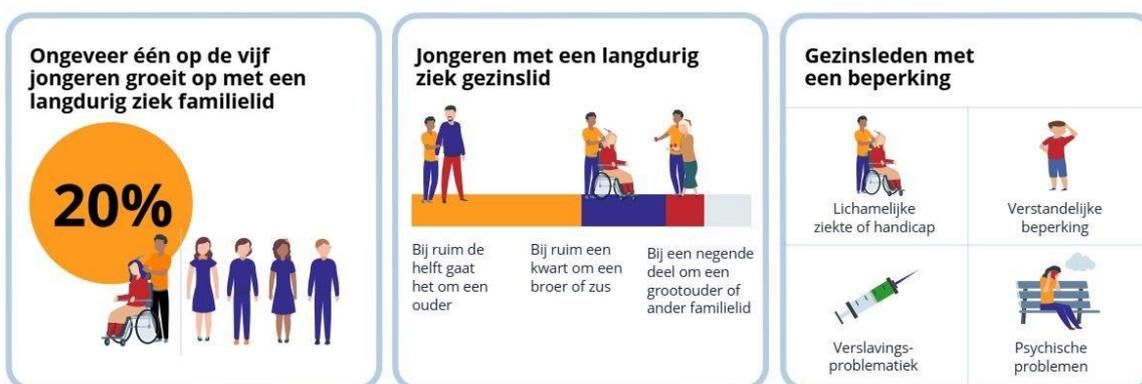 Ongeveer één op de vijf
jongeren groeit op met een
langdurig ziek familielid
20%
Jongeren met een langdurig
ziek gezinslid
Bij ruim de
helft gaat
het om een
ouder
Bij ruim een
kwart om een
broer of zus
Bij een negende
deel om een
grootouder of
ander familielid
Gezinsleden met
een beperking
Lichamelijke
ziekte of handicap
Verstandelijke
beperking
Verslavings-
problematiek
Psychische
problemen